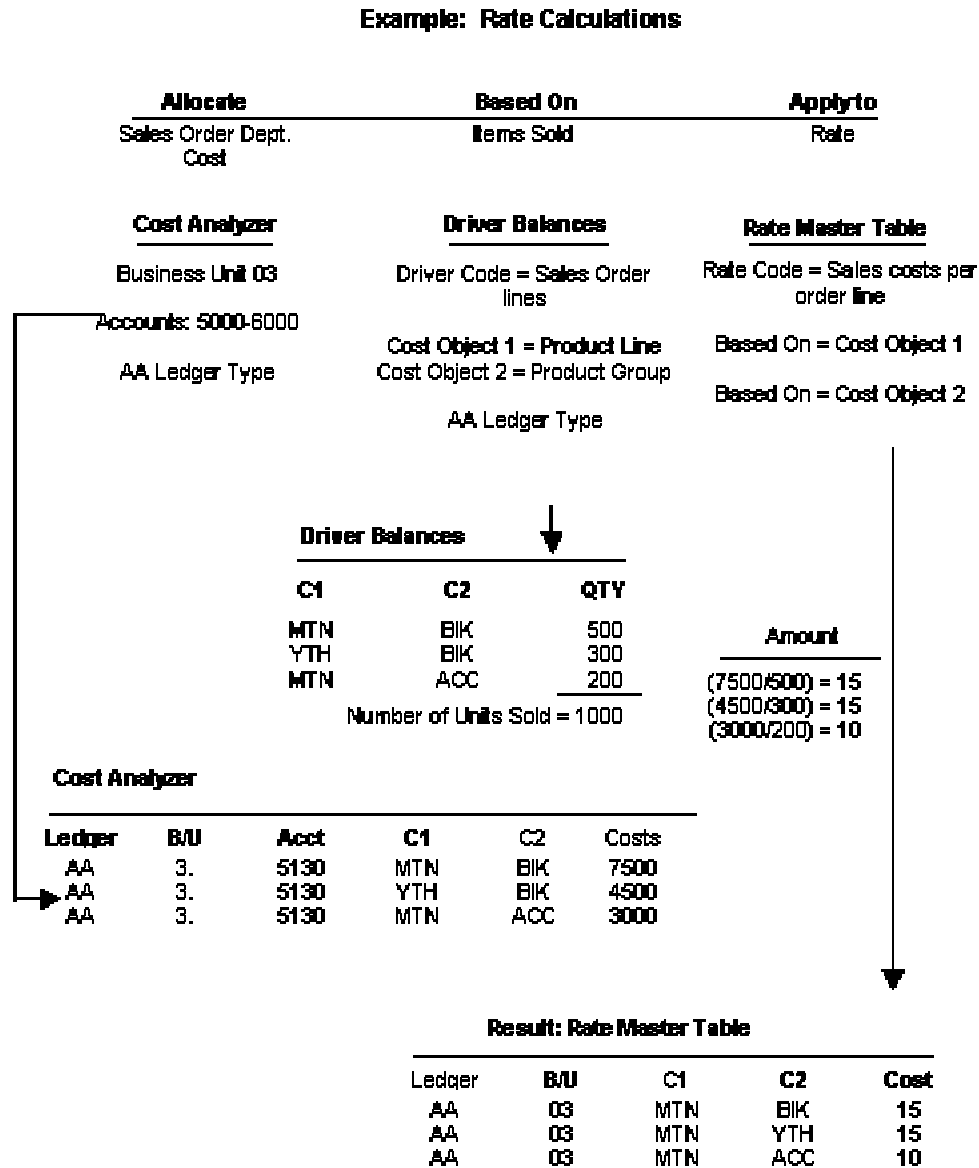 Example: Rate Calculations
Allocate Based On Apply to
Sales Order Dept. Cost Items Sold Rate
Cost Analyzer
Business Unit 03
Accounts: 5000-6000
AA Ledger Type
Driver Balances
Driver Code = Sales Order
lines
Cost Object 1 = Product Line
Cost Object 2 = Product Group
AA Ledger Type
Rate Master Table
Rate Code = Sales costs per
order line
Based On = Cost Object 1
Based On = Cost Object 2
Driver Balances
C1 C2 QTY
MTN BIK 500
YTH BIK 300
MTN ACC 200
Number of Units Sold = 1000
Amount
(7500/500) = 15
(4500/300) = 15
(3000/200) = 10
Cost Analyzer
Ledger B/U Acct C1 C2 Costs
AA 3. 5130 MTN BIK 7500
AA 3. 5130 YTH BIK 4500
AA 3. 5130 MTN ACC 3000
Result: Rate Master Table
Ledger B/U C1 C2 Cost
AA 03 MTN BIK 15
AA 03 MTN YTH 15
AA 03 MTN ACC 10